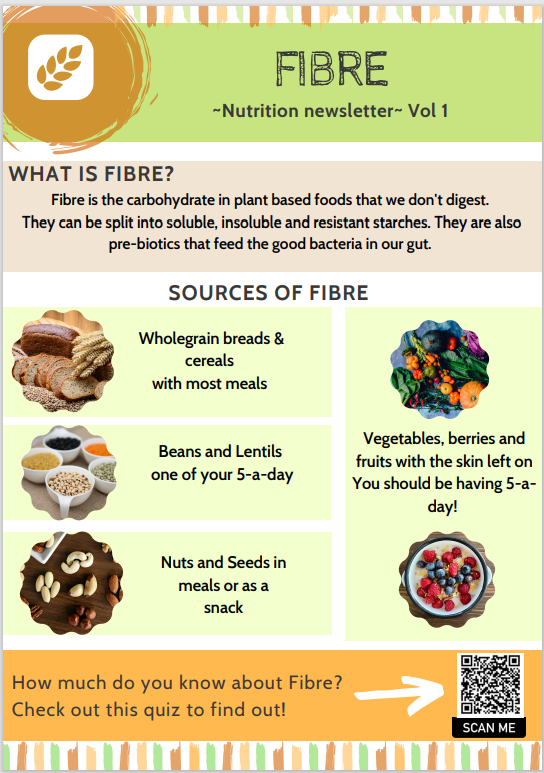 FIBRE
~Nutrition newsletter~ Vol 1
WHAT IS FIBRE?
Fibre is the carbohydrate in plant based foods that we don't digest.
They can be split into soluble, insoluble and resistant starches. They are also
pre-biotics that feed the good bacteria in our gut.
SOURCES OF FIBRE
Wholegrain breads &
cereals
with most meals
Beans and Lentils
one of your 5-a-day
Nuts and Seeds in
meals or as a
snack
Vegetables, berries and
fruits with the skin left on
You should be having 5-a-
day!
How much do you know about Fibre?
Check out this quiz to find out!
SCAN ME